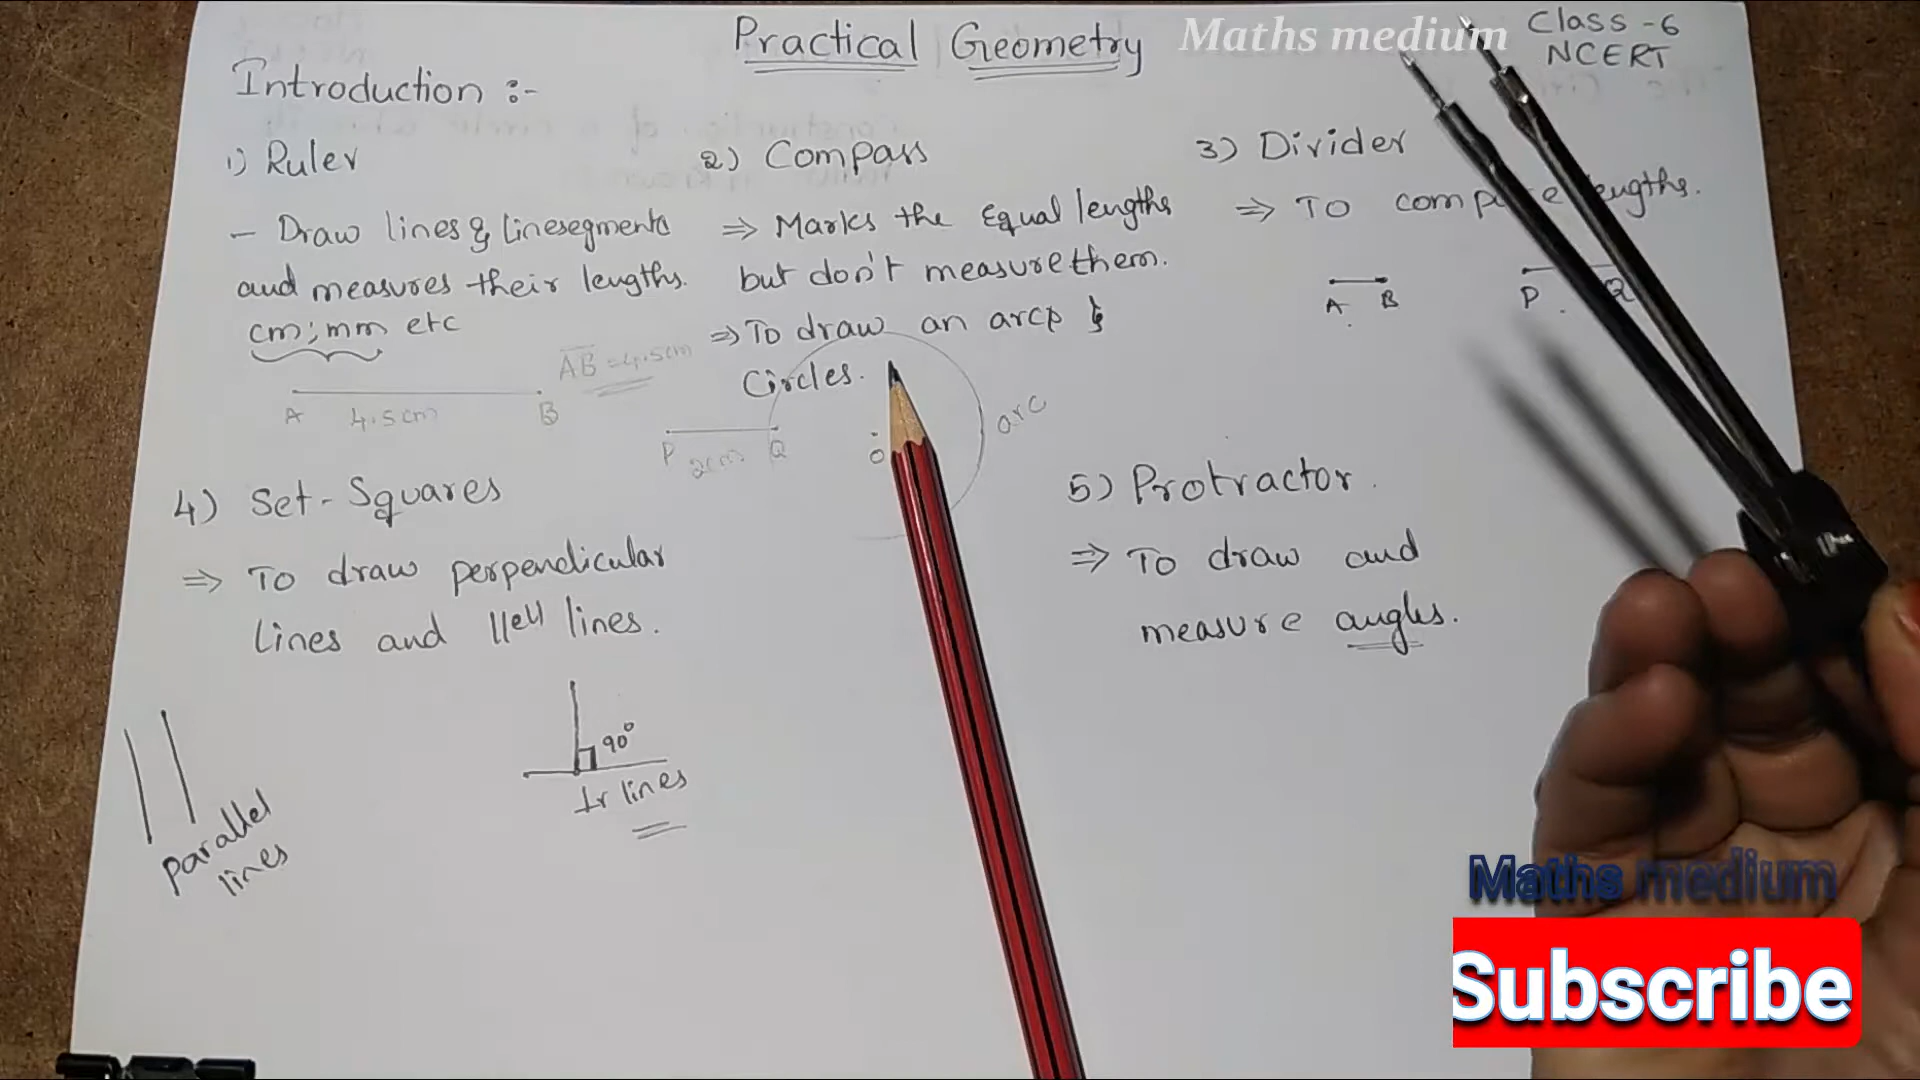 Practical Geometry
Maths medium
Class - 6
NCERT
Introduction :-
1) Ruler
- Draw lines & Linesegments
and measures their lengths.
cm; mm etc
A 4.5cm B
AB = 4.5cm
2) Compass
⇒ Marks the Equal lengths
but don't measure them.
⇒ To draw an arcs &
Circles.
P 2cm Q
O
arc
3) Divider
⇒ To lengths.
A B
P Q
4) Set-Squares
⇒ To draw perpendicular
Lines and llell lines.
parallel
lines
90°
⊥r lines
5) Protractor.
⇒ To draw and
measure angles.
Maths medium
Subscribe